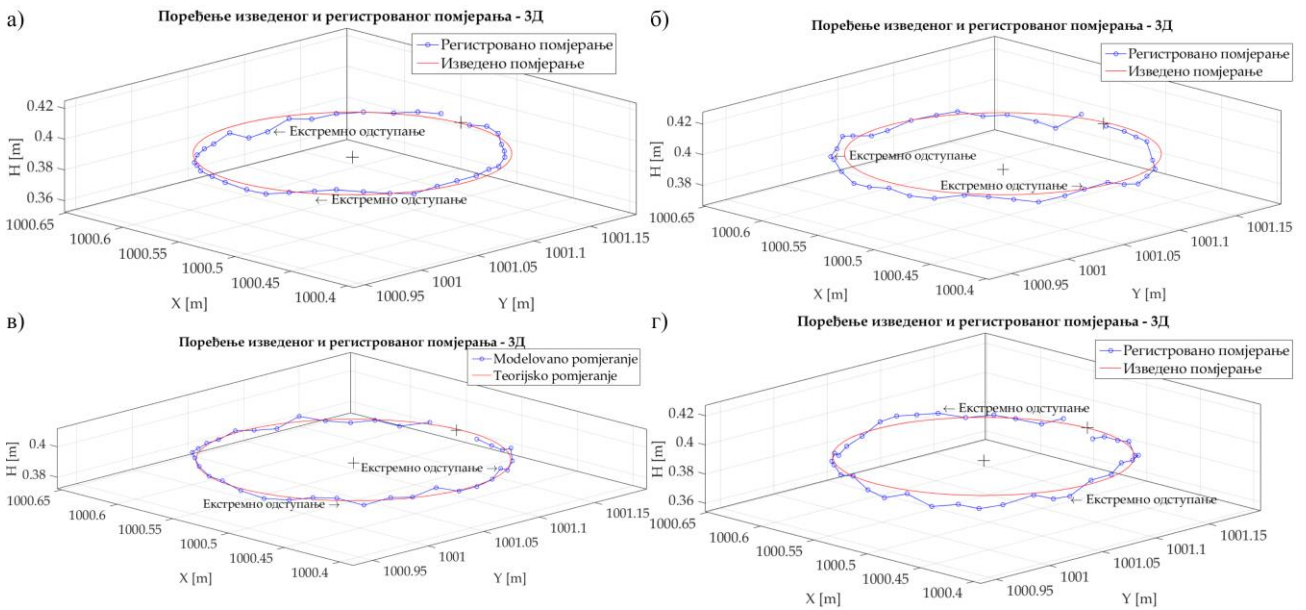 а)
Поређење изведеног и регистрованог помјерања - 3Д
Регистровано помјерање
Изведено помјерање
← Екстремно одступање
← Екстремно одступање
H [m]
0.42
0.4
0.38
0.36
1000.65
1000.6
1000.55
1000.5
1000.45
1000.4
X [m]
1000.95
1001
1001.05
1001.1
1001.15
Y [m]
б)
Поређење изведеног и регистрованог помјерања - 3Д
Регистровано помјерање
Изведено помјерање
← Екстремно одступање
Екстремно одступање →
H [m]
0.42
0.4
0.38
1000.65
1000.6
1000.55
1000.5
1000.45
1000.4
X [m]
1000.95
1001
1001.05
1001.1
1001.15
Y [m]
в)
Поређење изведеног и регистрованог помјерања - 3Д
Modelovano pomjeranje
Teorijsko pomjeranje
Екстремно одступање →
Екстремно одступање →
H [m]
0.4
0.38
1000.65
1000.6
1000.55
1000.5
1000.45
1000.4
X [m]
1000.95
1001
1001.05
1001.1
1001.15
Y [m]
г)
Поређење изведеног и регистрованог помјерања - 3Д
Регистровано помјерање
Изведено помјерање
← Екстремно одступање
← Екстремно одступање
H [m]
0.42
0.4
0.38
0.36
1000.65
1000.6
1000.55
1000.5
1000.45
1000.4
X [m]
1000.95
1001
1001.05
1001.1
1001.15
Y [m]